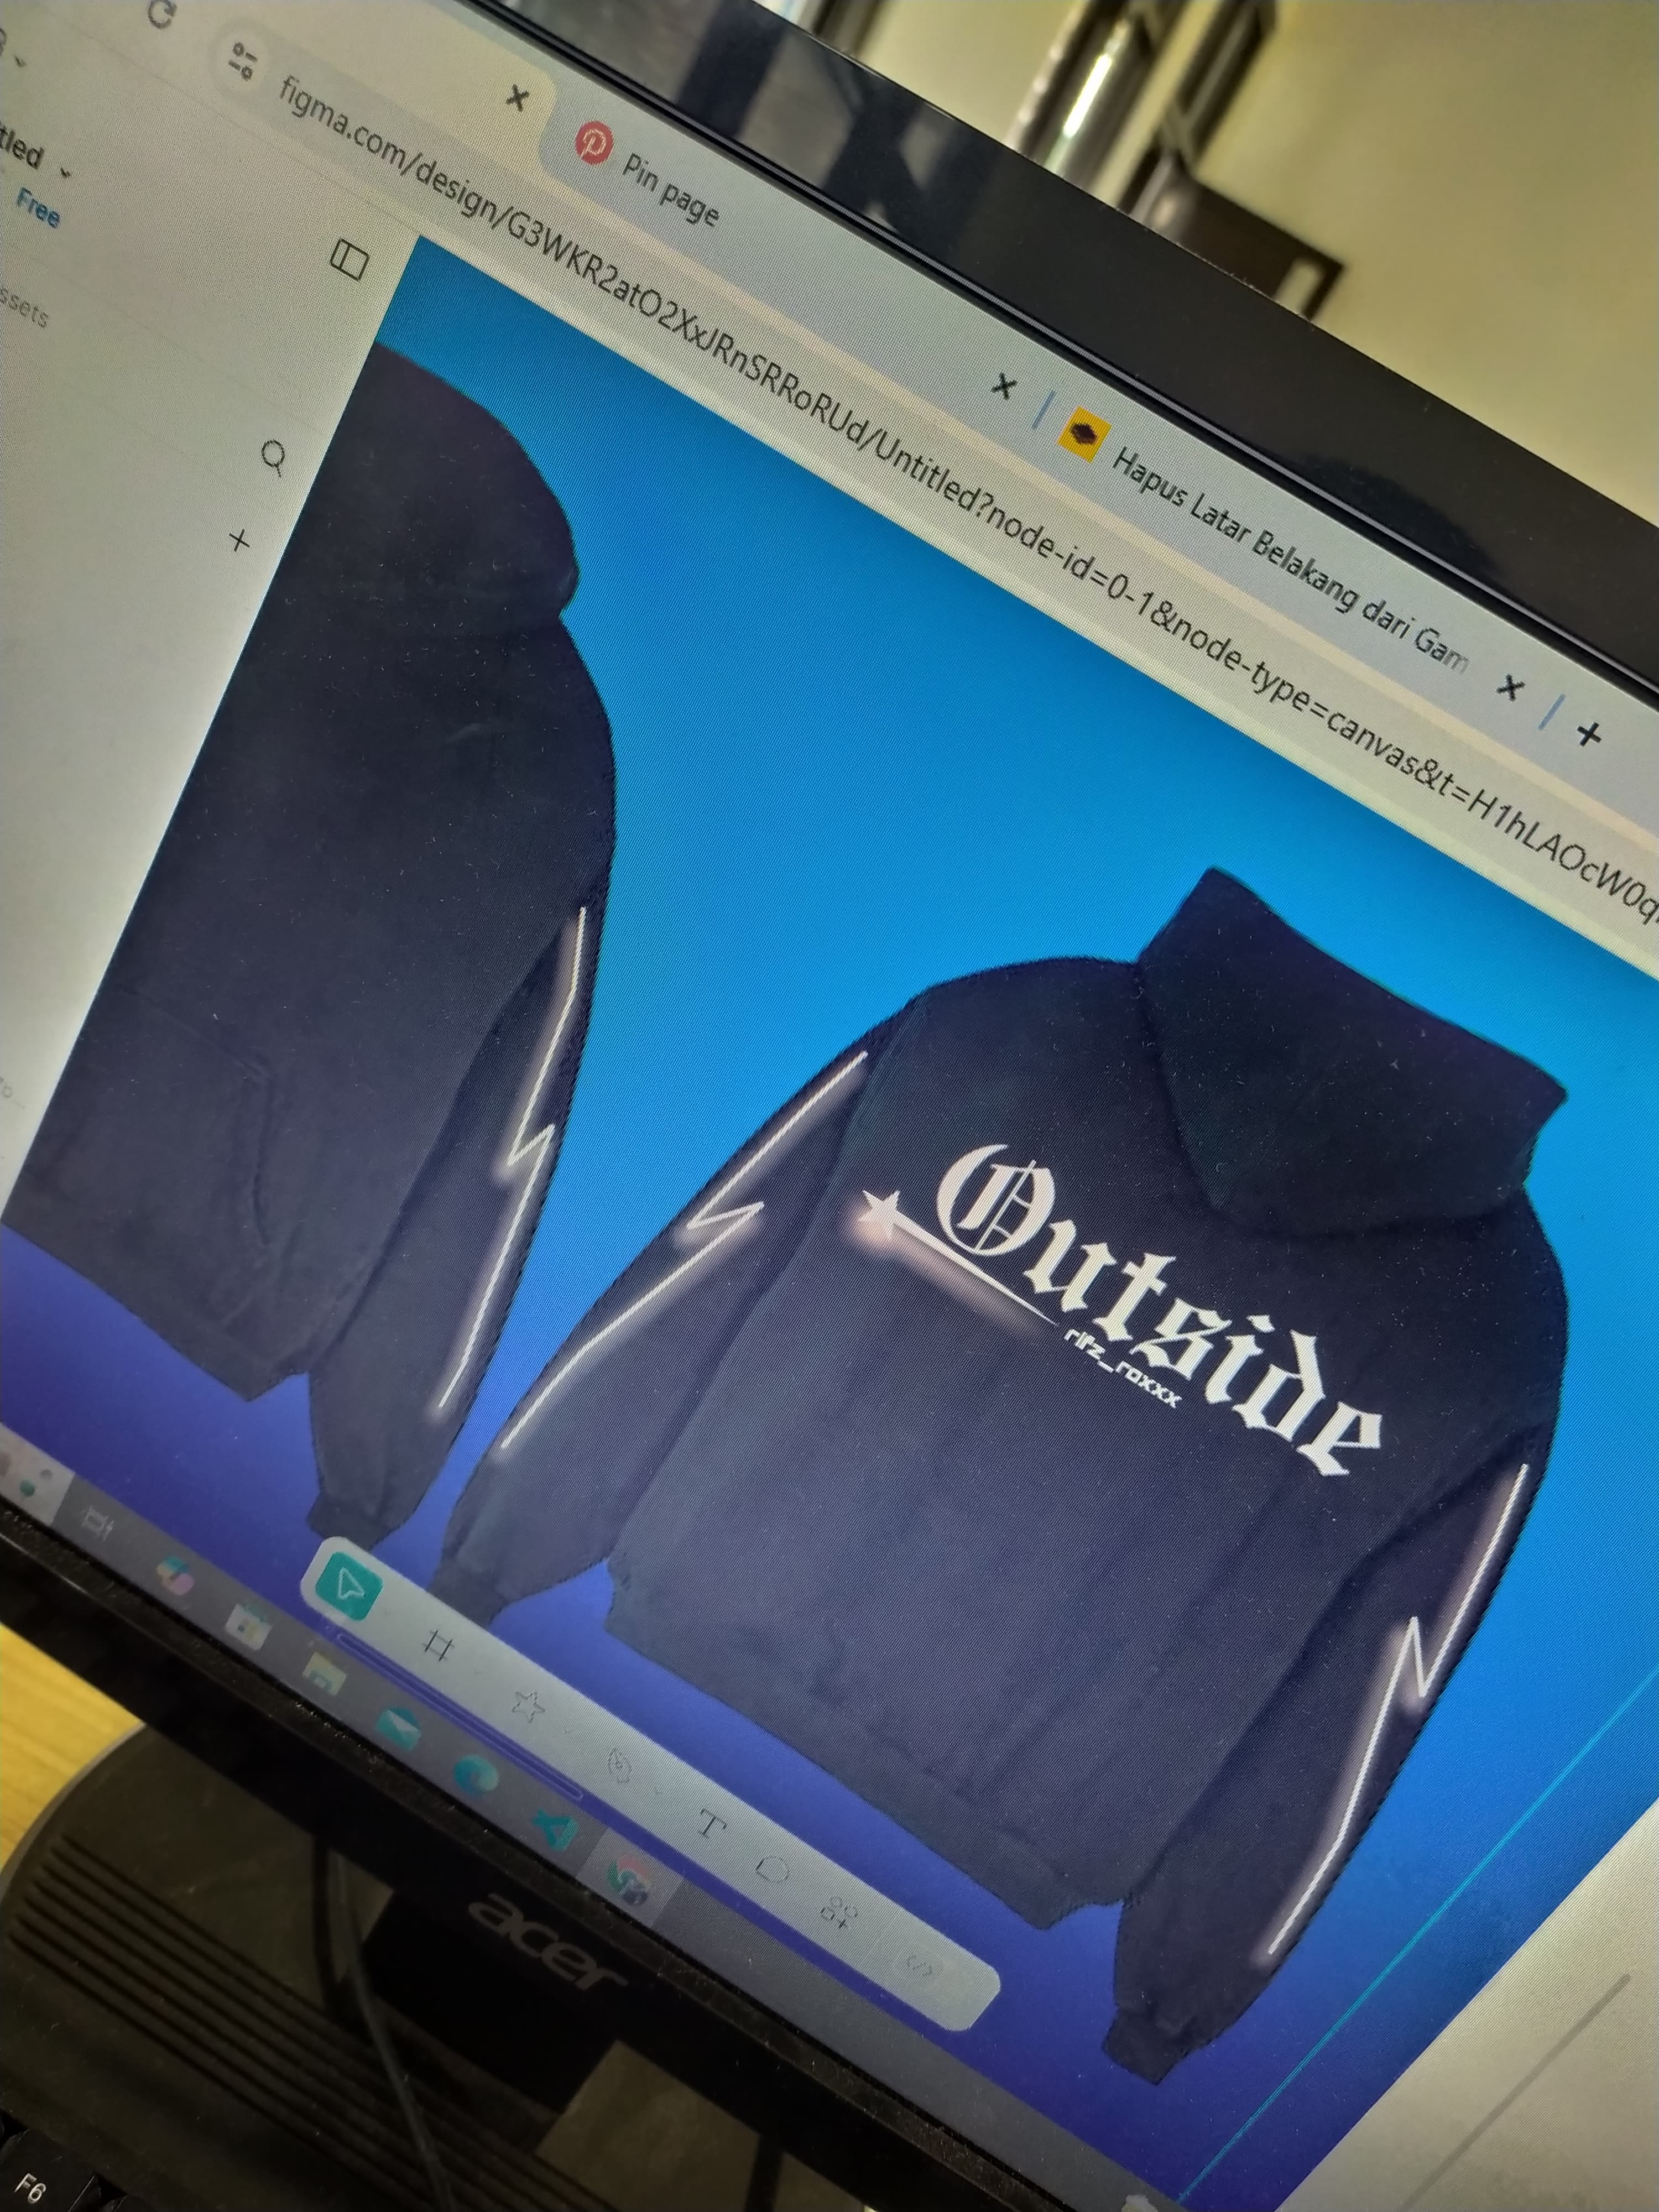 Pin page
Hapus Latar Belakang dari Gam
figma.com/design/G3WKR2atO2XxJRnSRRoRUd/Untitled?node-id=0-1&node-type=canvas&t=H1hLAOcW0q
tled
Free
ssets
Outside
rifz_roxxx
T
acer
F6